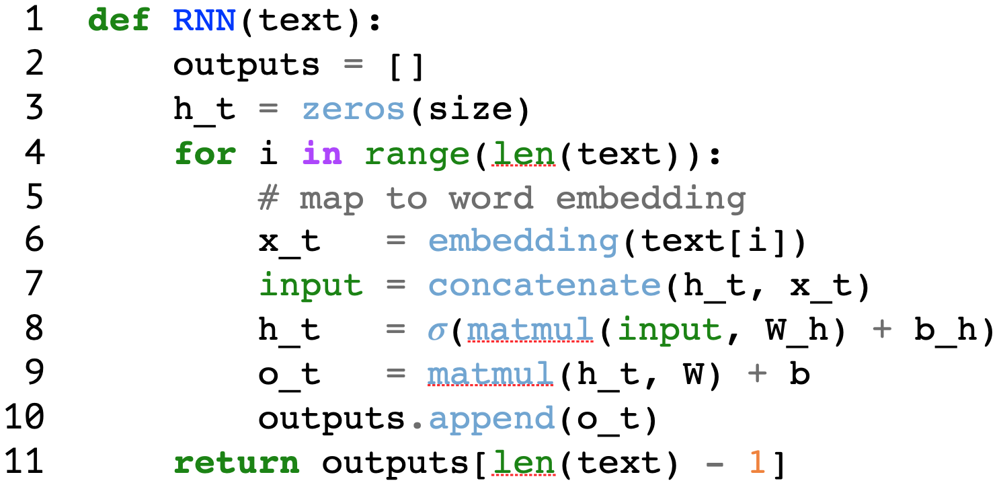 1 def RNN(text):
2 outputs = []
3 h_t = zeros(size)
4 for i in range(len(text)):
5 # map to word embedding
6 x_t = embedding(text[i])
7 input = concatenate(h_t, x_t)
8 h_t = σ(matmul(input, W_h) + b_h)
9 o_t = matmul(h_t, W) + b
10 outputs.append(o_t)
11 return outputs[len(text) - 1]